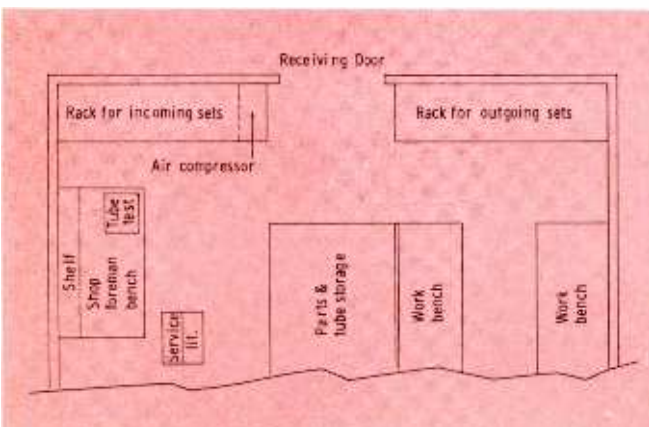 Receiving Door
Rack for incoming sets
Rack for outgoing sets
Air compressor
Tube
test
Shelf
Shop
foreman
bench
Service
lit.
Parts &
tube storage
Work
bench
Work
bench